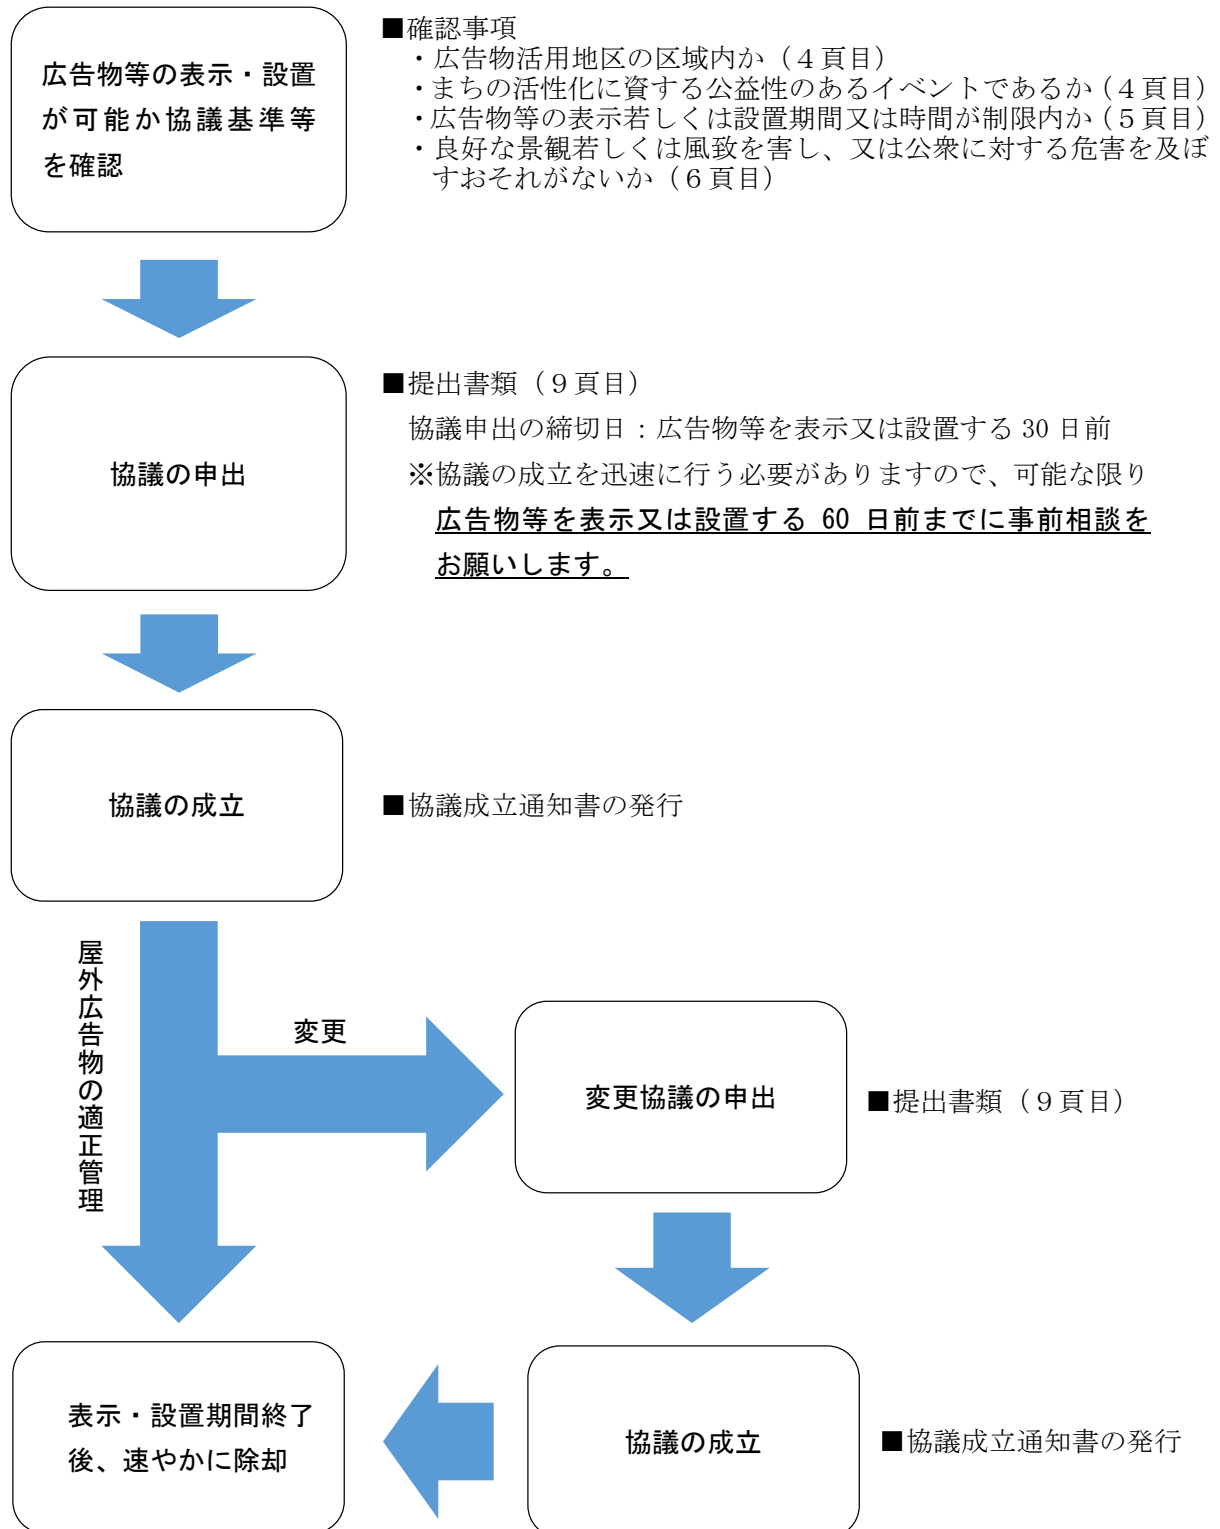 広告物等の表示・設置
が可能か協議基準等
を確認
■確認事項
・広告物活用地区の区域内か（４頁目）
・まちの活性化に資する公益性のあるイベントであるか（４頁目）
・広告物等の表示若しくは設置期間又は時間が制限内か（５頁目）
・良好な景観若しくは風致を害し、又は公衆に対する危害を及ぼ
すおそれがないか（６頁目）
協議の申出
■提出書類（９頁目）
協議申出の締切日：広告物等を表示又は設置する 30 日前
※協議の成立を迅速に行う必要がありますので、可能な限り
広告物等を表示又は設置する 60 日前までに事前相談を
お願いします。
協議の成立
■協議成立通知書の発行
屋外広告物の適正管理
変更
変更協議の申出
■提出書類（９頁目）
表示・設置期間終了
後、速やかに除却
協議の成立
■協議成立通知書の発行